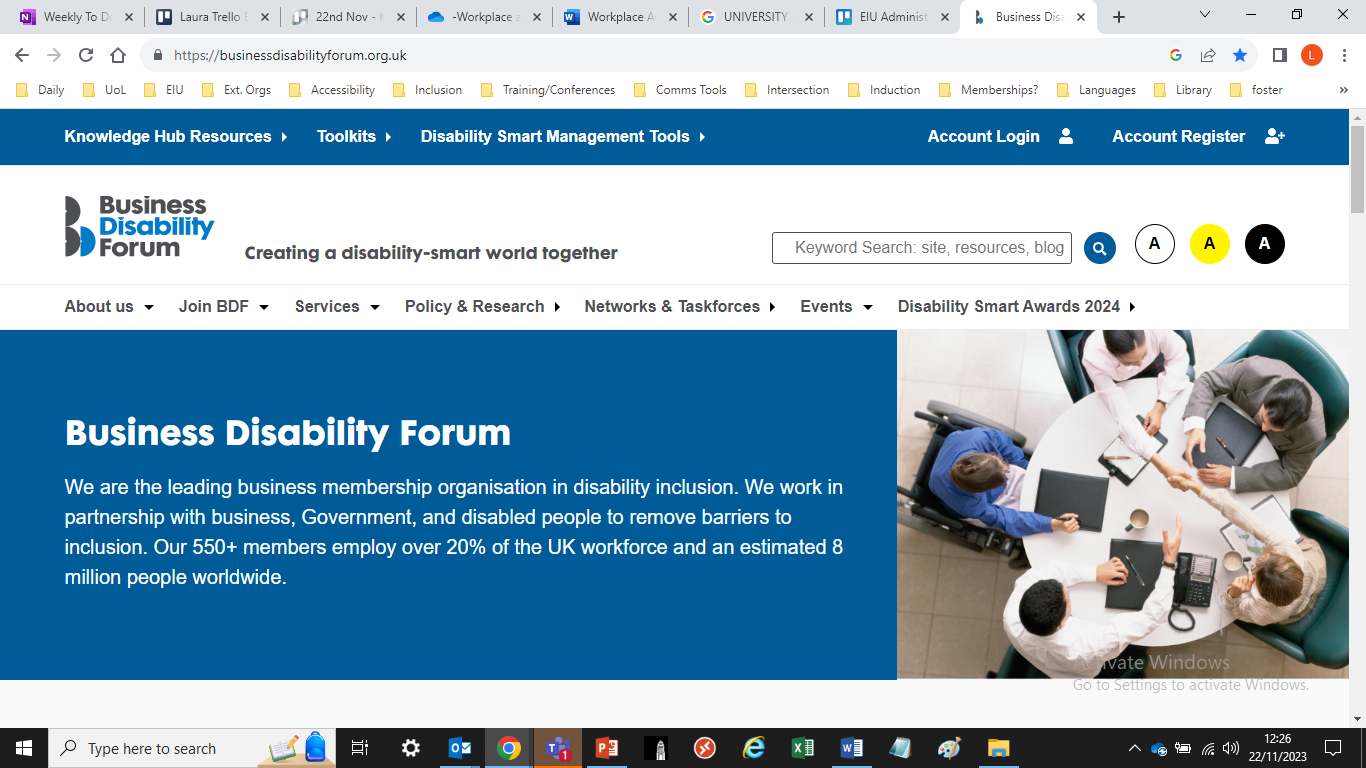 Weekly To D
Laura Trello B
22nd Nov -
-Workplace a
Workplace A
UNIVERSITY
EIU Administ
Business Dis
https://businessdisabilityforum.org.uk
L
Daily
UoL
EIU
Ext. Orgs
Accessibility
Inclusion
Training/Conferences
Comms Tools
Intersection
Induction
Memberships?
Languages
Library
foster
Knowledge Hub Resources
Toolkits
Disability Smart Management Tools
Account Login
Account Register
Business
Disability
Forum
Creating a disability-smart world together
Keyword Search: site, resources, blog
A
A
A
About us
Join BDF
Services
Policy & Research
Networks & Taskforces
Events
Disability Smart Awards 2024
Business Disability Forum
We are the leading business membership organisation in disability inclusion. We work in
partnership with business, Government, and disabled people to remove barriers to
inclusion. Our 550+ members employ over 20% of the UK workforce and an estimated 8
million people worldwide.
Activate Windows
Go to Settings to activate Windows.
Type here to search
1
12:26
22/11/2023